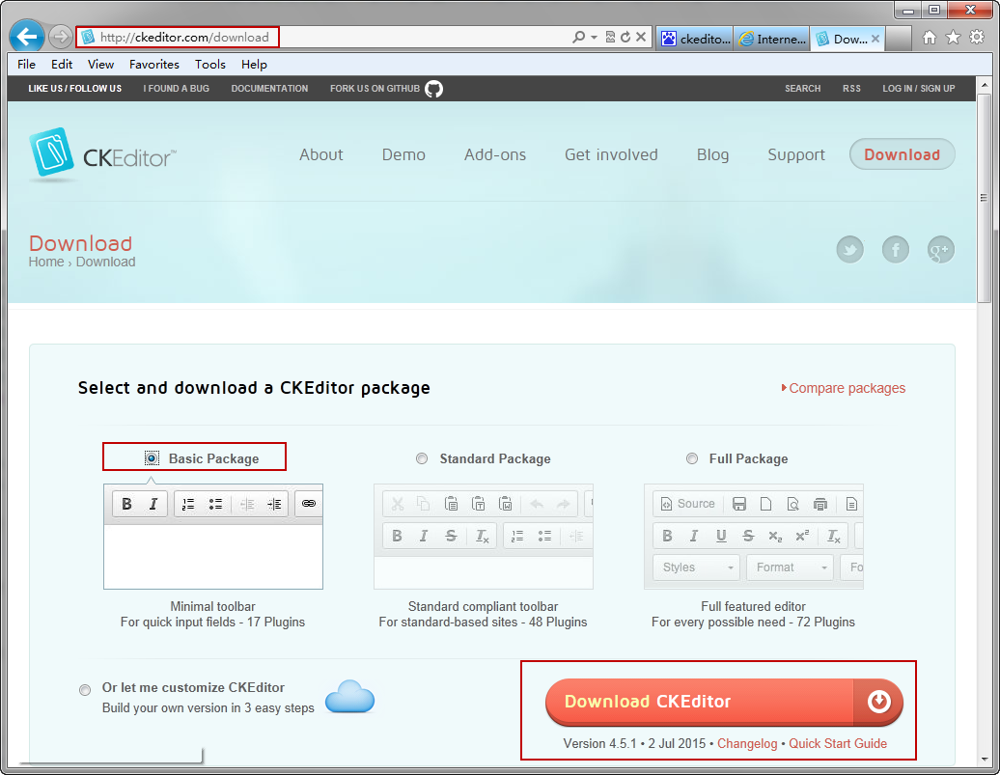 http://ckeditor.com/download
ckedito...
Interne...
Dow...
File Edit View Favorites Tools Help
LIKE US / FOLLOW US I FOUND A BUG DOCUMENTATION FORK US ON GITHUB SEARCH RSS LOG IN / SIGN UP
CKEditor™ About Demo Add-ons Get involved Blog Support Download
Download
Home › Download
Select and download a CKEditor package
Compare packages
Basic Package Standard Package Full Package
B I
Source
B I S Tx
B I U S x₂ x² Tx
Styles Format Fo
Minimal toolbar
For quick input fields - 17 Plugins
Standard compliant toolbar
For standard-based sites - 48 Plugins
Full featured editor
For every possible need - 72 Plugins
Or let me customize CKEditor
Build your own version in 3 easy steps
Download CKEditor
Version 4.5.1 • 2 Jul 2015 • Changelog • Quick Start Guide